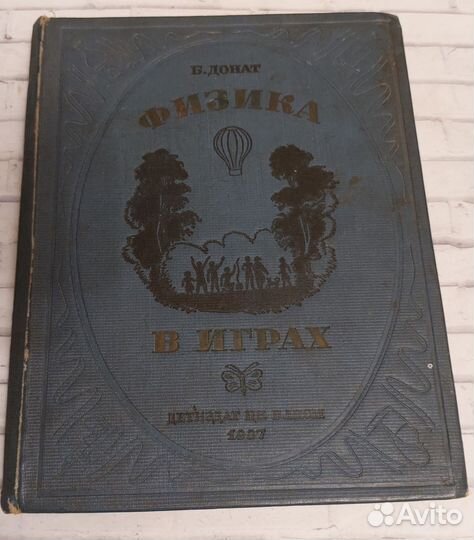 Б. ДОНАТ
ФИЗИКА
В ИГРАХ
ДЕТИЗДАТ ЦК ВЛКСМ
1937
Avito